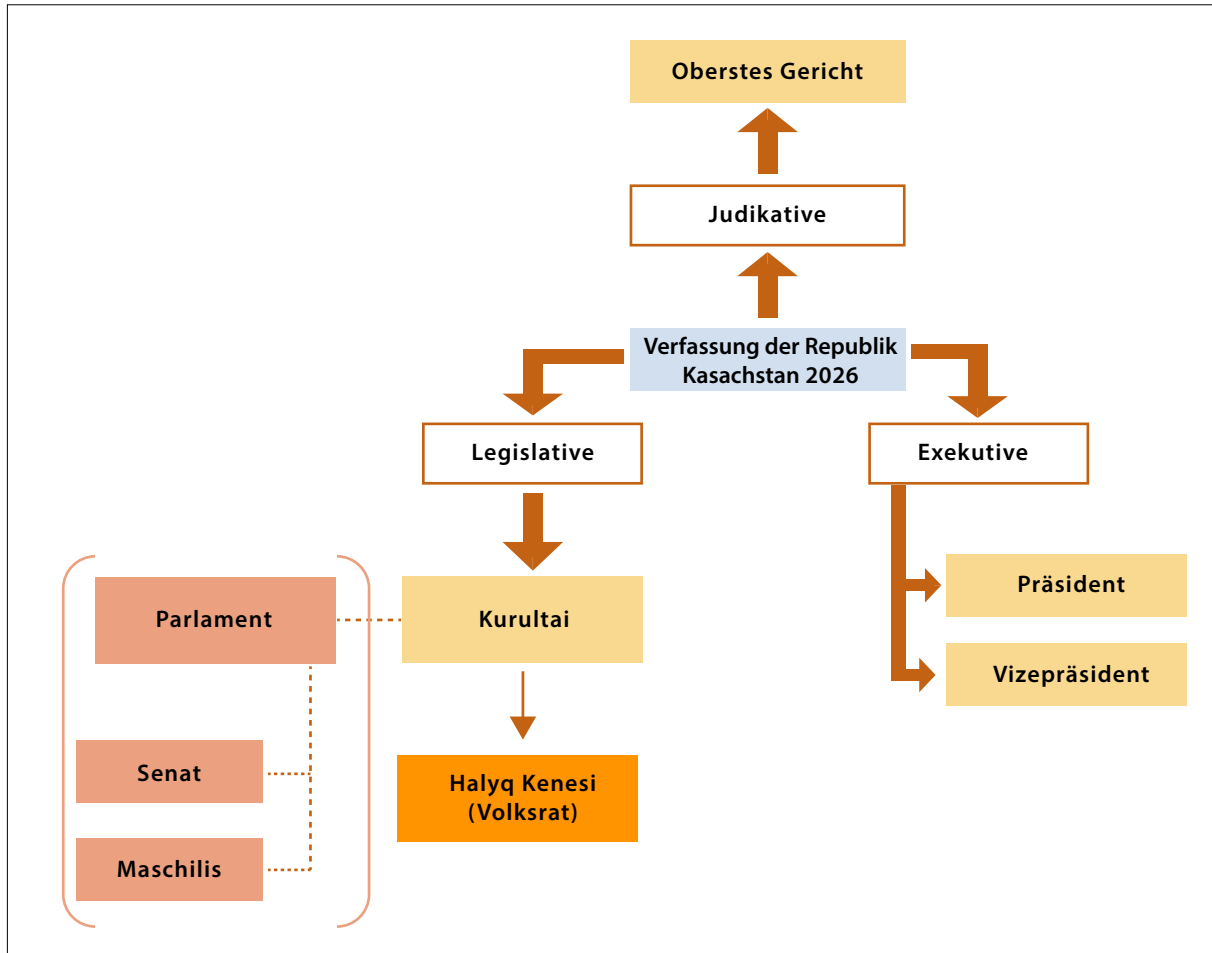 Oberstes Gericht
Judikative
Verfassung der Republik
Kasachstan 2026
Legislative
Exekutive
Parlament
Kurultai
Präsident
Vizepräsident
Senat
Halyq Kenesi
(Volksrat)
Maschilis